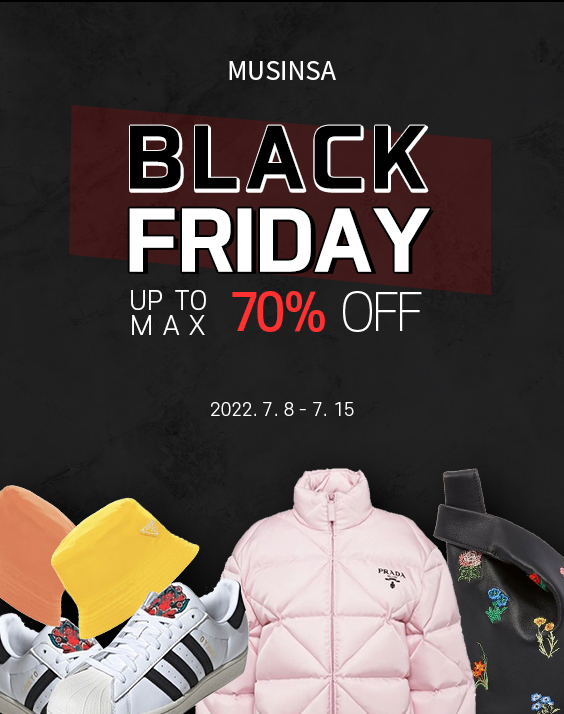 MUSINSA
BLACK
FRIDAY
UP TO
MAX
70% OFF
2022. 7. 8 - 7. 15
PRADA